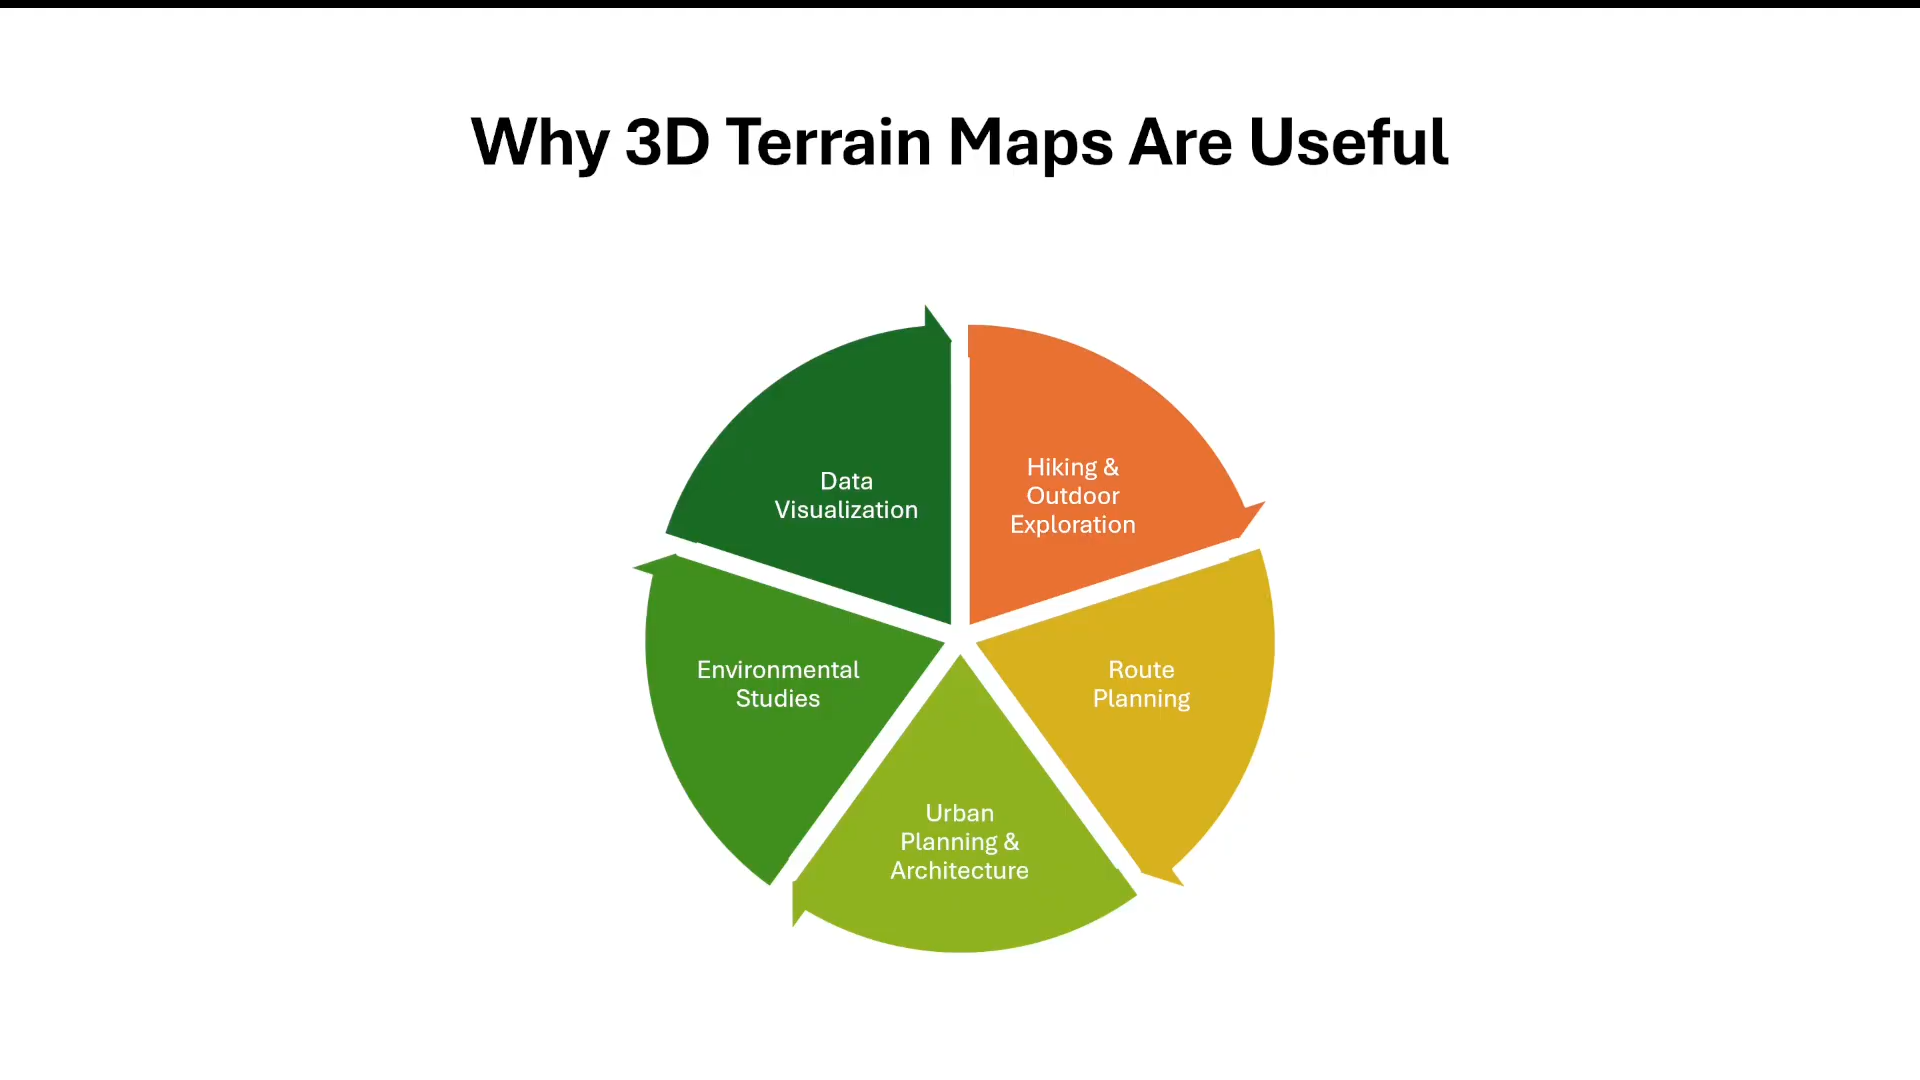 Why 3D Terrain Maps Are Useful
Hiking &
Outdoor
Exploration
Route
Planning
Urban
Planning &
Architecture
Environmental
Studies
Data
Visualization